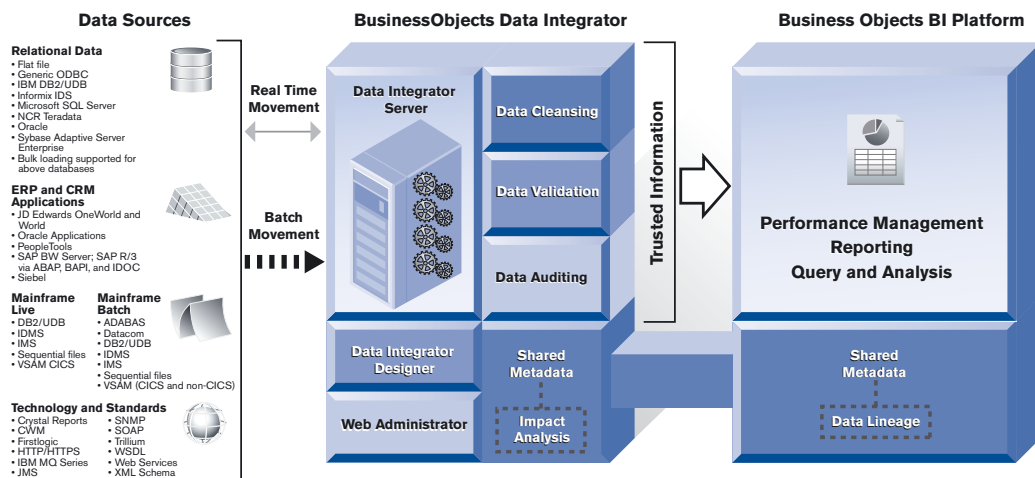 Data Sources
BusinessObjects Data Integrator
Business Objects BI Platform
Relational Data
• Flat file
• Generic ODBC
• IBM DB2/UDB
• Informix IDS
• Microsoft SQL Server
• NCR Teradata
• Oracle
• Sybase Adaptive Server
Enterprise
• Bulk loading supported for
above databases
ERP and CRM
Applications
• JD Edwards OneWorld and
World
• Oracle Applications
• PeopleTools
• SAP BW Server; SAP R/3
via ABAP, BAPI, and IDOC
• Siebel
Mainframe
Live
• DB2/UDB
• IDMS
• IMS
• Sequential files
• VSAM CICS
Mainframe
Batch
• ADABAS
• Datacom
• DB2/UDB
• IDMS
• IMS
• Sequential files
• VSAM (CICS and non-CICS)
Technology and Standards
• Crystal Reports
• CWM
• Firstlogic
• HTTP/HTTPS
• IBM MQ Series
• JMS
• SNMP
• SOAP
• Trillium
• WSDL
• Web Services
• XML Schema
Real Time
Movement
Batch
Movement
Data Integrator
Server
Data Cleansing
Data Validation
Data Auditing
Data Integrator
Designer
Web Administrator
Shared
Metadata
Impact
Analysis
Trusted Information
Performance Management
Reporting
Query and Analysis
Shared
Metadata
Data Lineage